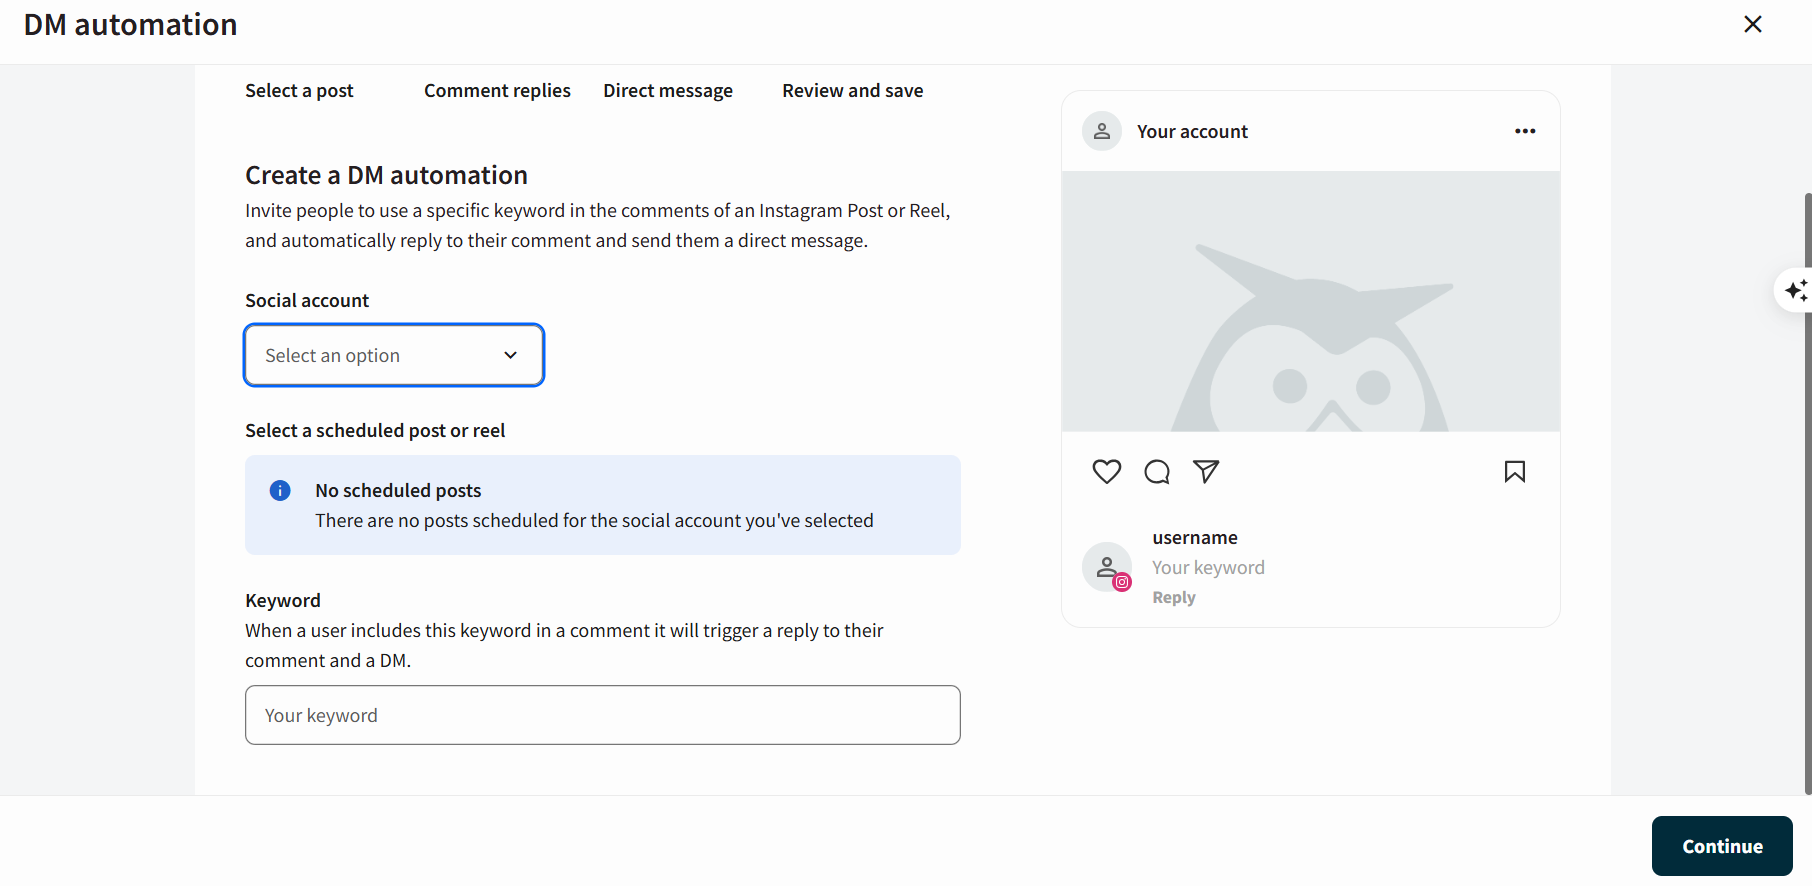 DM automation
Select a post
Comment replies
Direct message
Review and save
Create a DM automation
Invite people to use a specific keyword in the comments of an Instagram Post or Reel,
and automatically reply to their comment and send them a direct message.
Social account
Select an option
Select a scheduled post or reel
No scheduled posts
There are no posts scheduled for the social account you've selected
Keyword
When a user includes this keyword in a comment it will trigger a reply to their
comment and a DM.
Your keyword
Your account
username
Your keyword
Reply
Continue